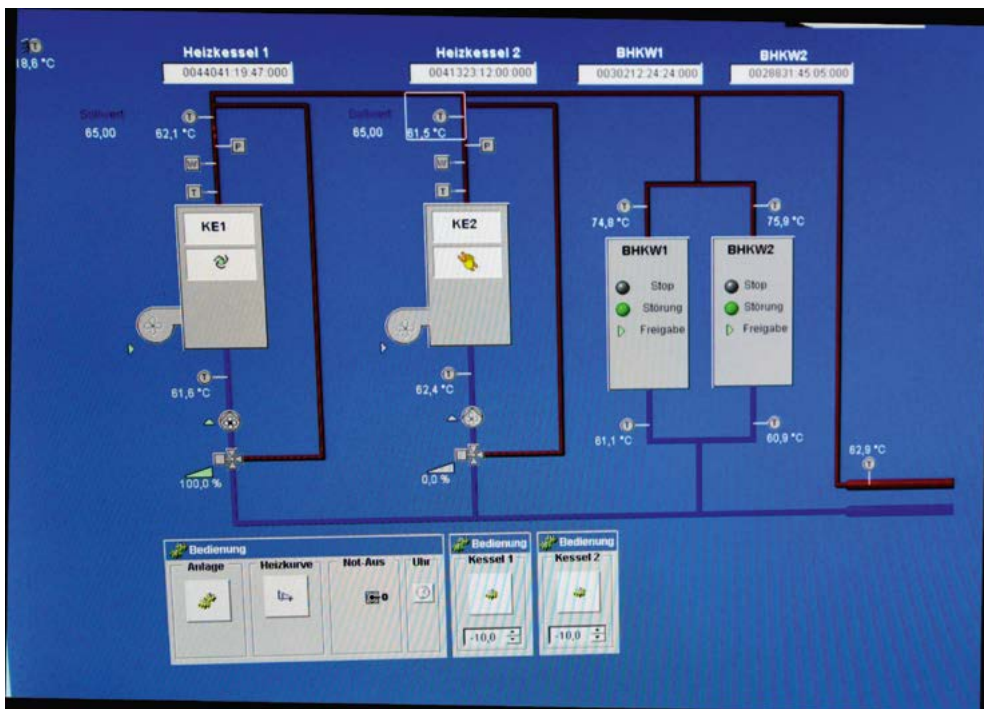 Heizkessel 1
Heizkessel 2
BHKW1
BHKW2
0044041:19:47:000
0041323:12:00:000
0030212:24:24:000
0028831:45:05:000
18,6 °C
Sollwert
65,00
62,1 °C
Sollwert
65,00
61,5 °C
T
T
P
P
W
W
T
T
KE1
KE2
T
74,8 °C
T
75,9 °C
BHKW1
Stop
Störung
Freigabe
BHKW2
Stop
Störung
Freigabe
T
61,6 °C
T
62,4 °C
T
61,1 °C
T
60,9 °C
62,9 °C
T
100,0 %
0,0 %
Bedienung
Anlage
Heizkurve
Not-Aus
Uhr
0
Bedienung
Kessel 1
-10,0
Bedienung
Kessel 2
-10,0